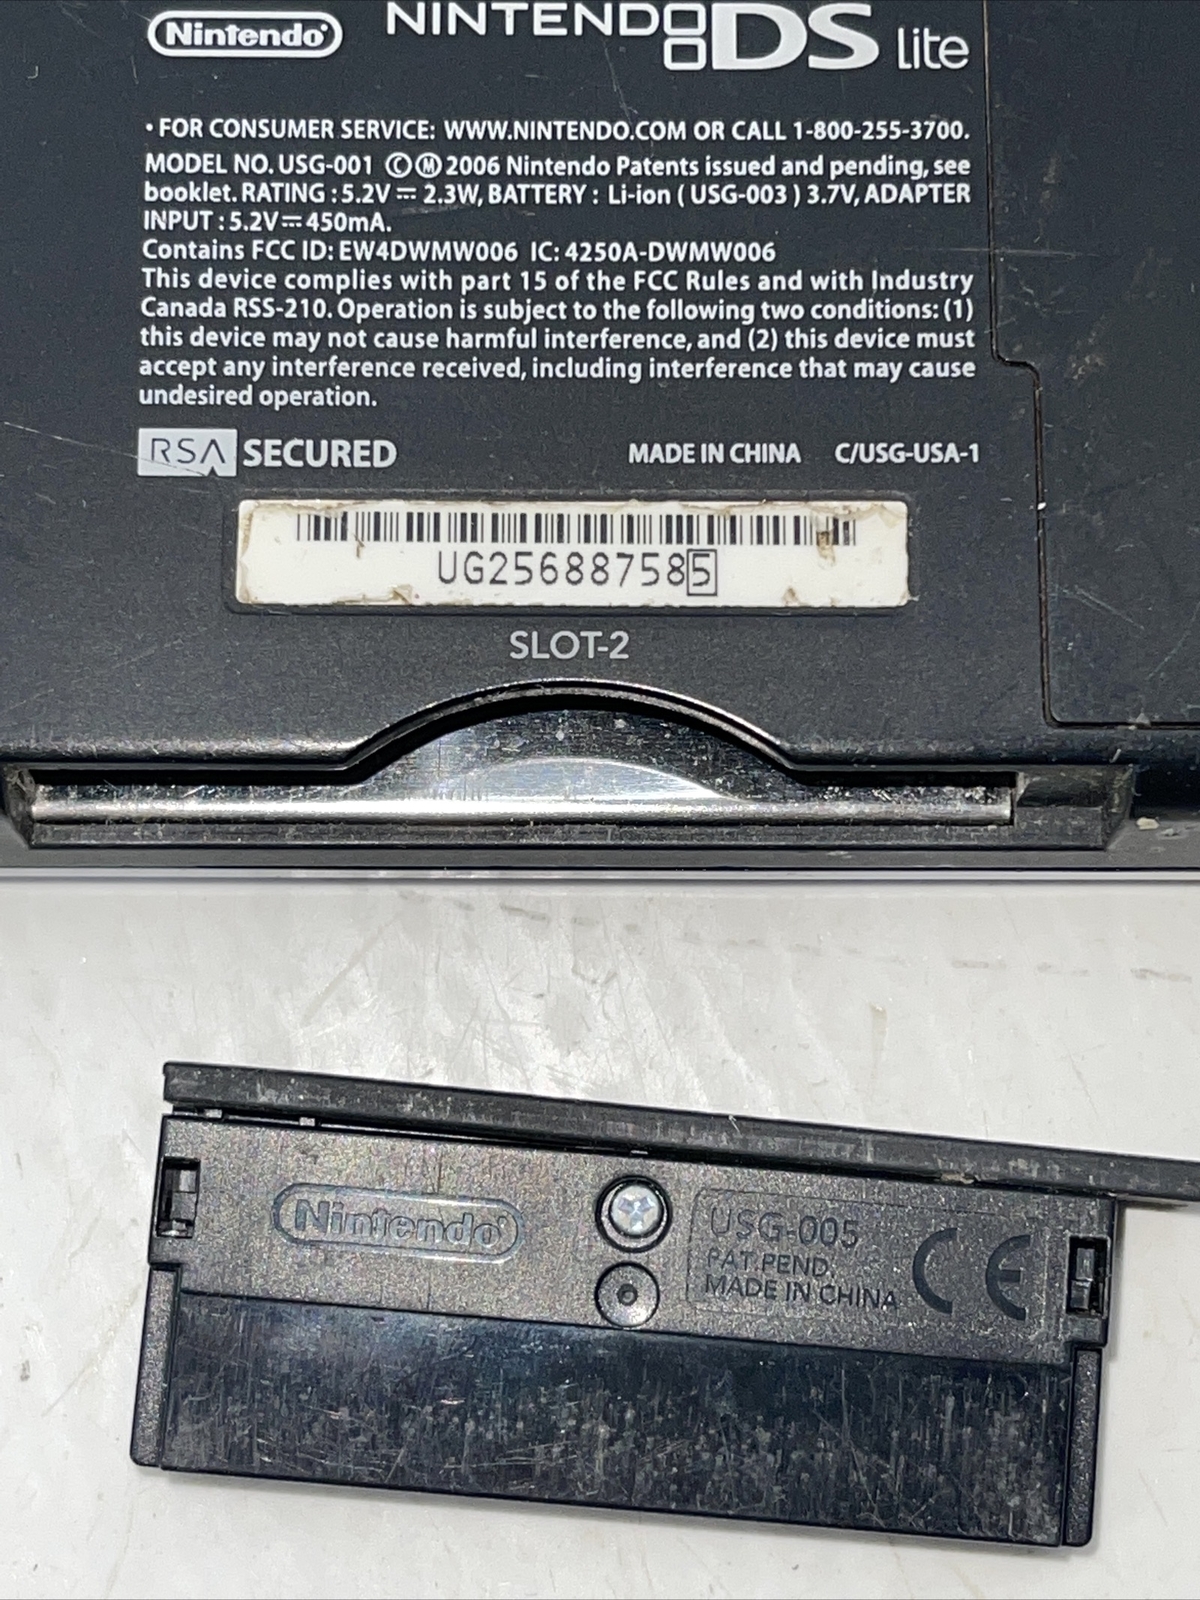 Nintendo NINTENDO DS lite
• FOR CONSUMER SERVICE: WWW.NINTENDO.COM OR CALL 1-800-255-3700.
MODEL NO. USG-001 Ⓒ Ⓜ 2006 Nintendo Patents issued and pending, see
booklet. RATING : 5.2V ⎓ 2.3W, BATTERY : Li-ion ( USG-003 ) 3.7V, ADAPTER
INPUT : 5.2V ⎓ 450mA.
Contains FCC ID: EW4DWMW006 IC: 4250A-DWMW006
This device complies with part 15 of the FCC Rules and with Industry
Canada RSS-210. Operation is subject to the following two conditions: (1)
this device may not cause harmful interference, and (2) this device must
accept any interference received, including interference that may cause
undesired operation.
RSA SECURED MADE IN CHINA C/USG-USA-1
UG256887585
SLOT-2
Nintendo
USG-005
PAT.PEND.
MADE IN CHINA
CE